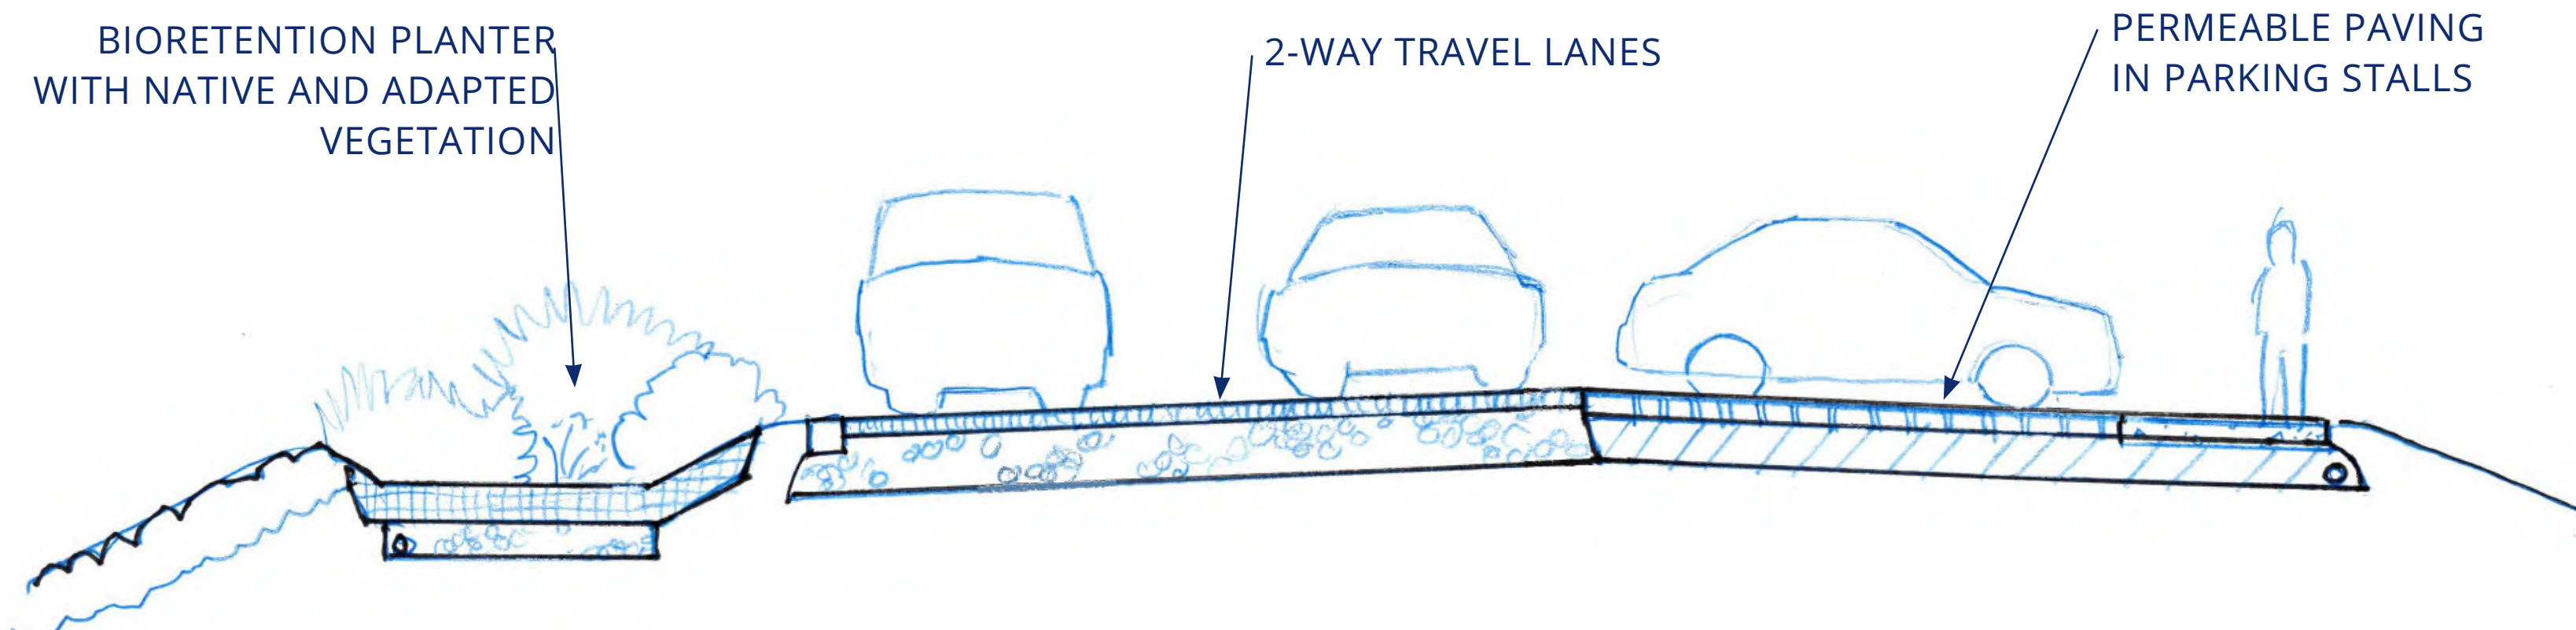 BIORETENTION PLANTER
WITH NATIVE AND ADAPTED
VEGETATION
2-WAY TRAVEL LANES
PERMEABLE PAVING
IN PARKING STALLS